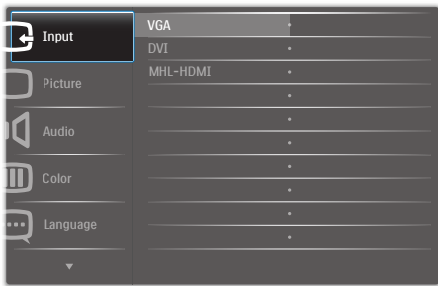 Input
Picture
Audio
Color
Language
VGA
DVI
MHL-HDMI